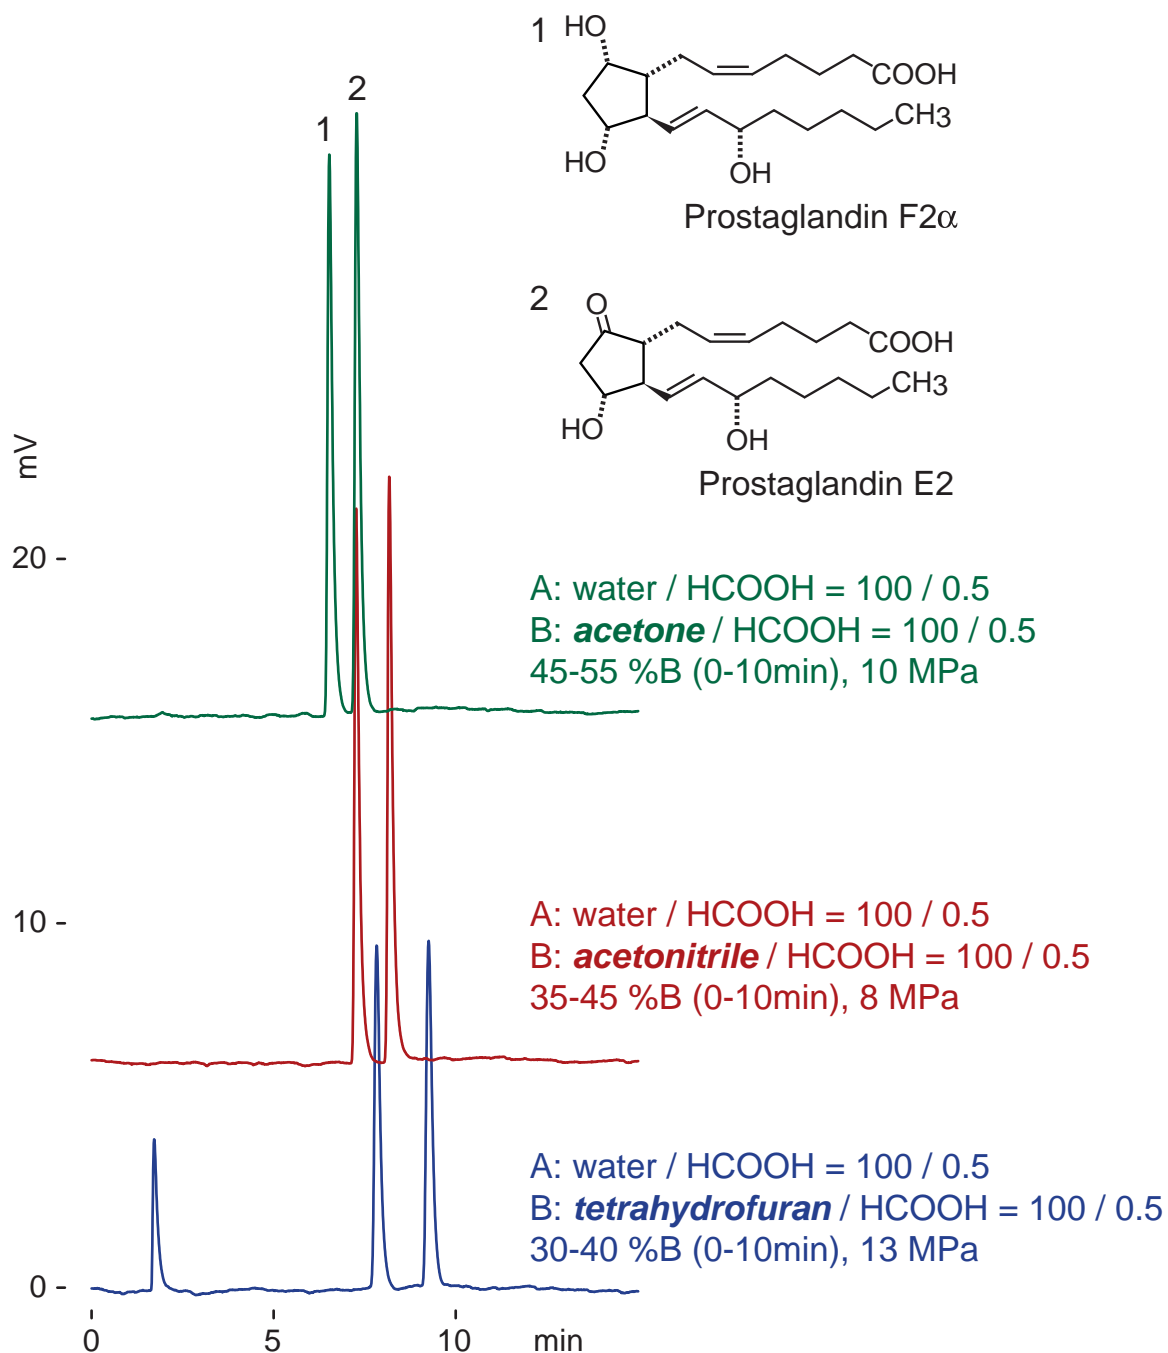 1
HO
COOH
CH3
HO
OH
Prostaglandin F2α
2
1
2
O
COOH
CH3
HO
OH
Prostaglandin E2
mV
20 -
A: water / HCOOH = 100 / 0.5
B: acetone / HCOOH = 100 / 0.5
45-55 %B (0-10min), 10 MPa
10 -
A: water / HCOOH = 100 / 0.5
B: acetonitrile / HCOOH = 100 / 0.5
35-45 %B (0-10min), 8 MPa
A: water / HCOOH = 100 / 0.5
B: tetrahydrofuran / HCOOH = 100 / 0.5
30-40 %B (0-10min), 13 MPa
0 -
0 5 10 min